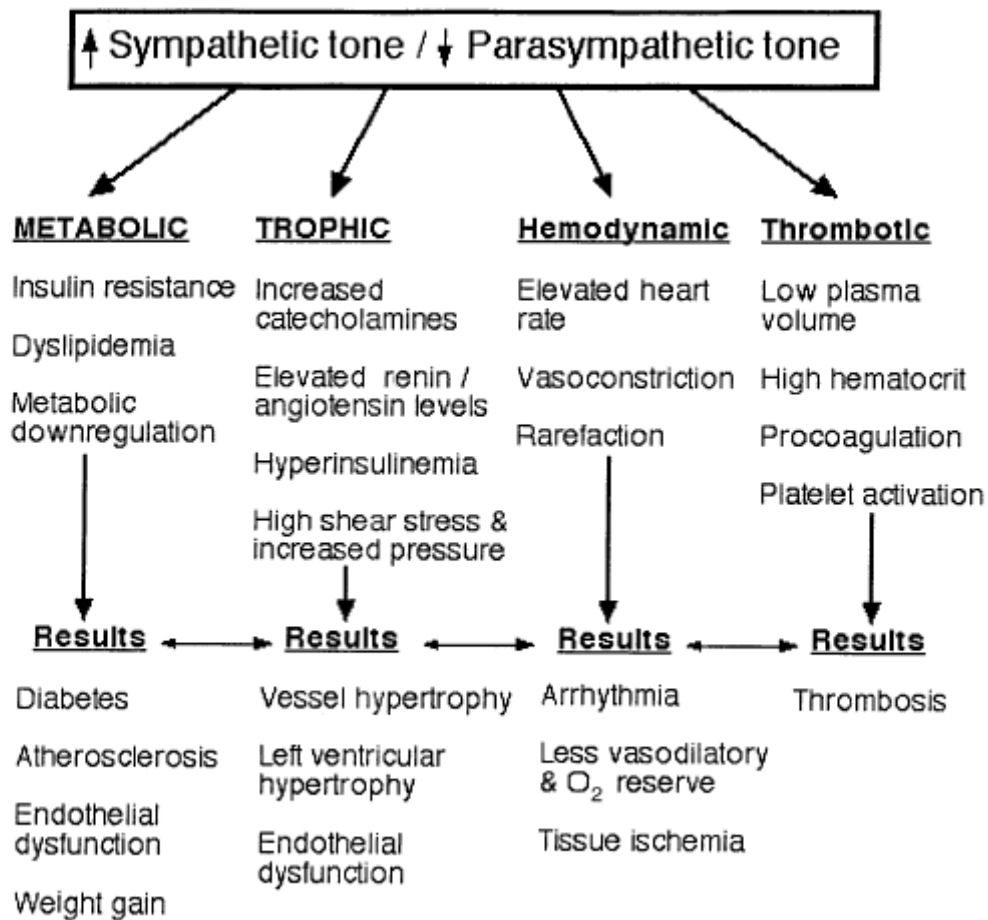 ↑ Sympathetic tone / ↓ Parasympathetic tone
METABOLIC
Insulin resistance
Dyslipidemia
Metabolic
downregulation
Results
Diabetes
Atherosclerosis
Endothelial
dysfunction
Weight gain
TROPHIC
Increased
catecholamines
Elevated renin /
angiotensin levels
Hyperinsulinemia
High shear stress &
increased pressure
Results
Vessel hypertrophy
Left ventricular
hypertrophy
Endothelial
dysfunction
Hemodynamic
Elevated heart
rate
Vasoconstriction
Rarefaction
Results
Arrhythmia
Less vasodilatory
& O₂ reserve
Tissue ischemia
Thrombotic
Low plasma
volume
High hematocrit
Procoagulation
Platelet activation
Results
Thrombosis